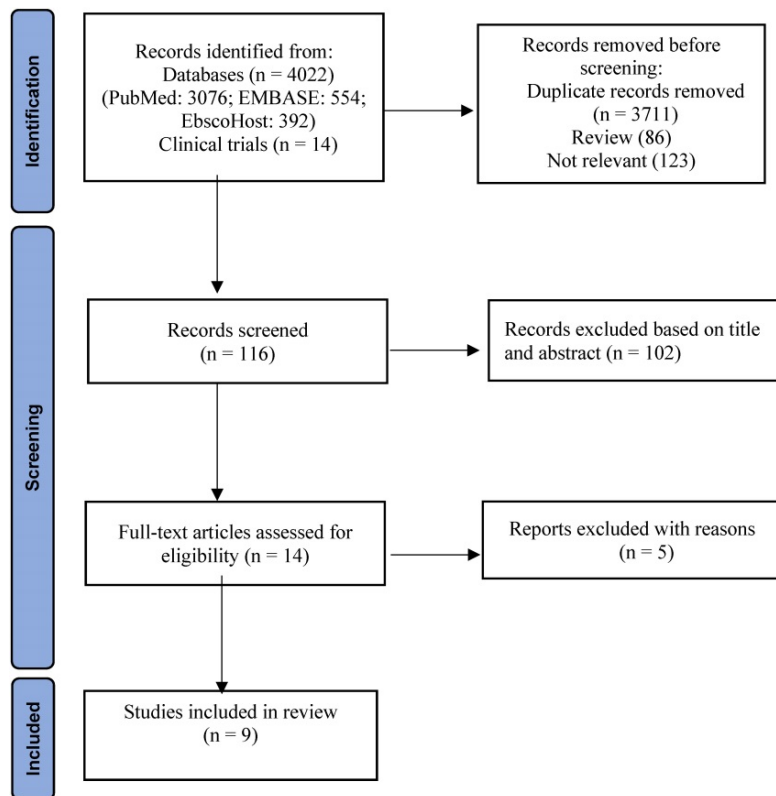 Identification
Records identified from:
Databases (n = 4022)
(PubMed: 3076; EMBASE: 554;
EbscoHost: 392)
Clinical trials (n = 14)
Records removed before
screening:
Duplicate records removed
(n = 3711)
Review (86)
Not relevant (123)
Screening
Records screened
(n = 116)
Records excluded based on title
and abstract (n = 102)
Full-text articles assessed for
eligibility (n = 14)
Reports excluded with reasons
(n = 5)
Included
Studies included in review
(n = 9)